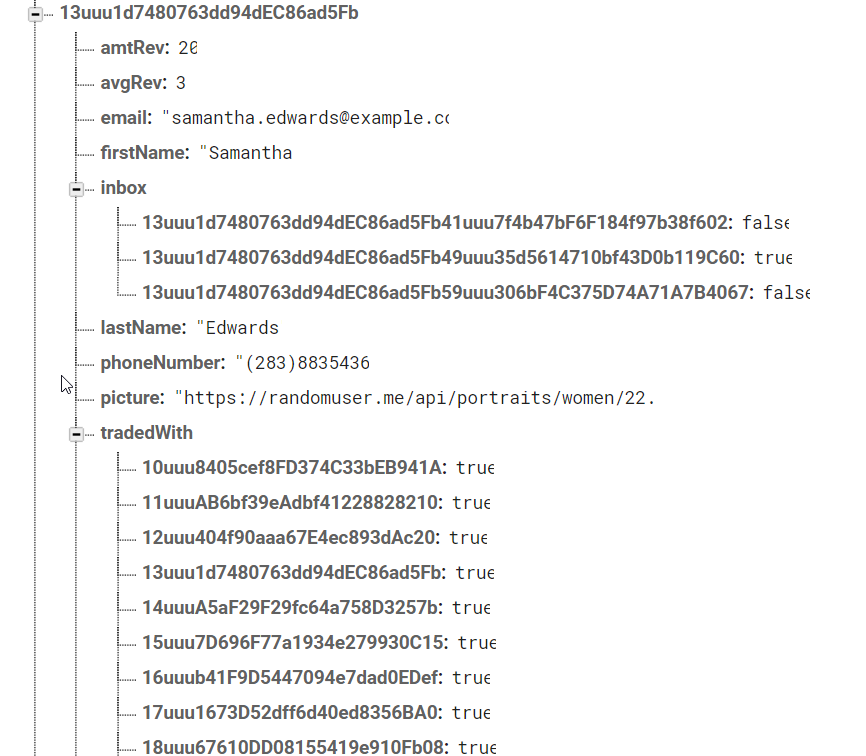 13uuu1d7480763dd94dEC86ad5Fb
amtRev: 20
avgRev: 3
email: "samantha.edwards@example.co
firstName: "Samantha
inbox
13uuu1d7480763dd94dEC86ad5Fb41uuu7f4b47bF6F184f97b38f602: false
13uuu1d7480763dd94dEC86ad5Fb49uuu35d5614710bf43D0b119C60: true
13uuu1d7480763dd94dEC86ad5Fb59uuu306bF4C375D74A71A7B4067: false
lastName: "Edwards
phoneNumber: "(283)8835436
picture: "https://randomuser.me/api/portraits/women/22.
tradedWith
10uuu8405cef8FD374C33bEB941A: true
11uuuAB6bf39eAdbf41228828210: true
12uuu404f90aaa67E4ec893dAc20: true
13uuu1d7480763dd94dEC86ad5Fb: true
14uuuA5aF29F29fc64a758D3257b: true
15uuu7D696F77a1934e279930C15: true
16uuub41F9D5447094e7dad0EDef: true
17uuu1673D52dff6d40ed8356BA0: true
18uuu67610DD08155419e910Fb08: true